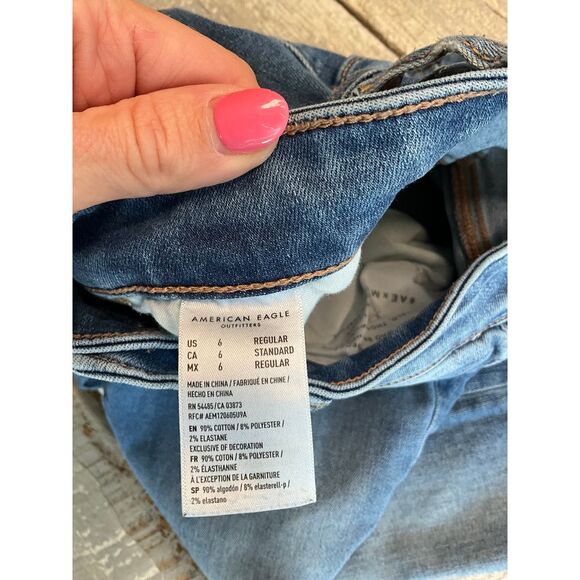 AMERICAN EAGLE
OUTFITTERS
US 6 REGULAR
CA 6 STANDARD
MX 6 REGULAR
MADE IN CHINA / FABRIQUÉ EN CHINE /
HECHO EN CHINA
RN 54485/CA 03873
RFC# AEM120605U9A
EN 90% COTTON / 8% POLYESTER /
2% ELASTANE
EXCLUSIVE OF DECORATION
FR 90% COTON / 8% POLYESTER /
2% ÉLASTHANNE
À L'EXCEPTION DE LA GARNITURE
SP 90% algodón / 8% elasterell-p /
2% elastano
#AExM